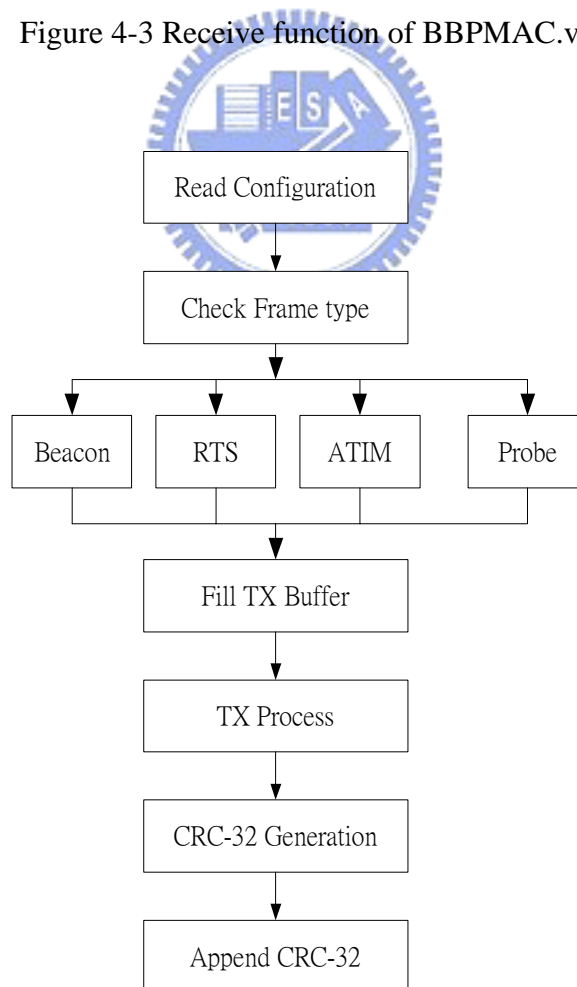 Figure 4-3 Receive function of BBPMAC.v
E S A
Read Configuration
Check Frame type
Beacon RTS ATIM Probe
Fill TX Buffer
TX Process
CRC-32 Generation
Append CRC-32